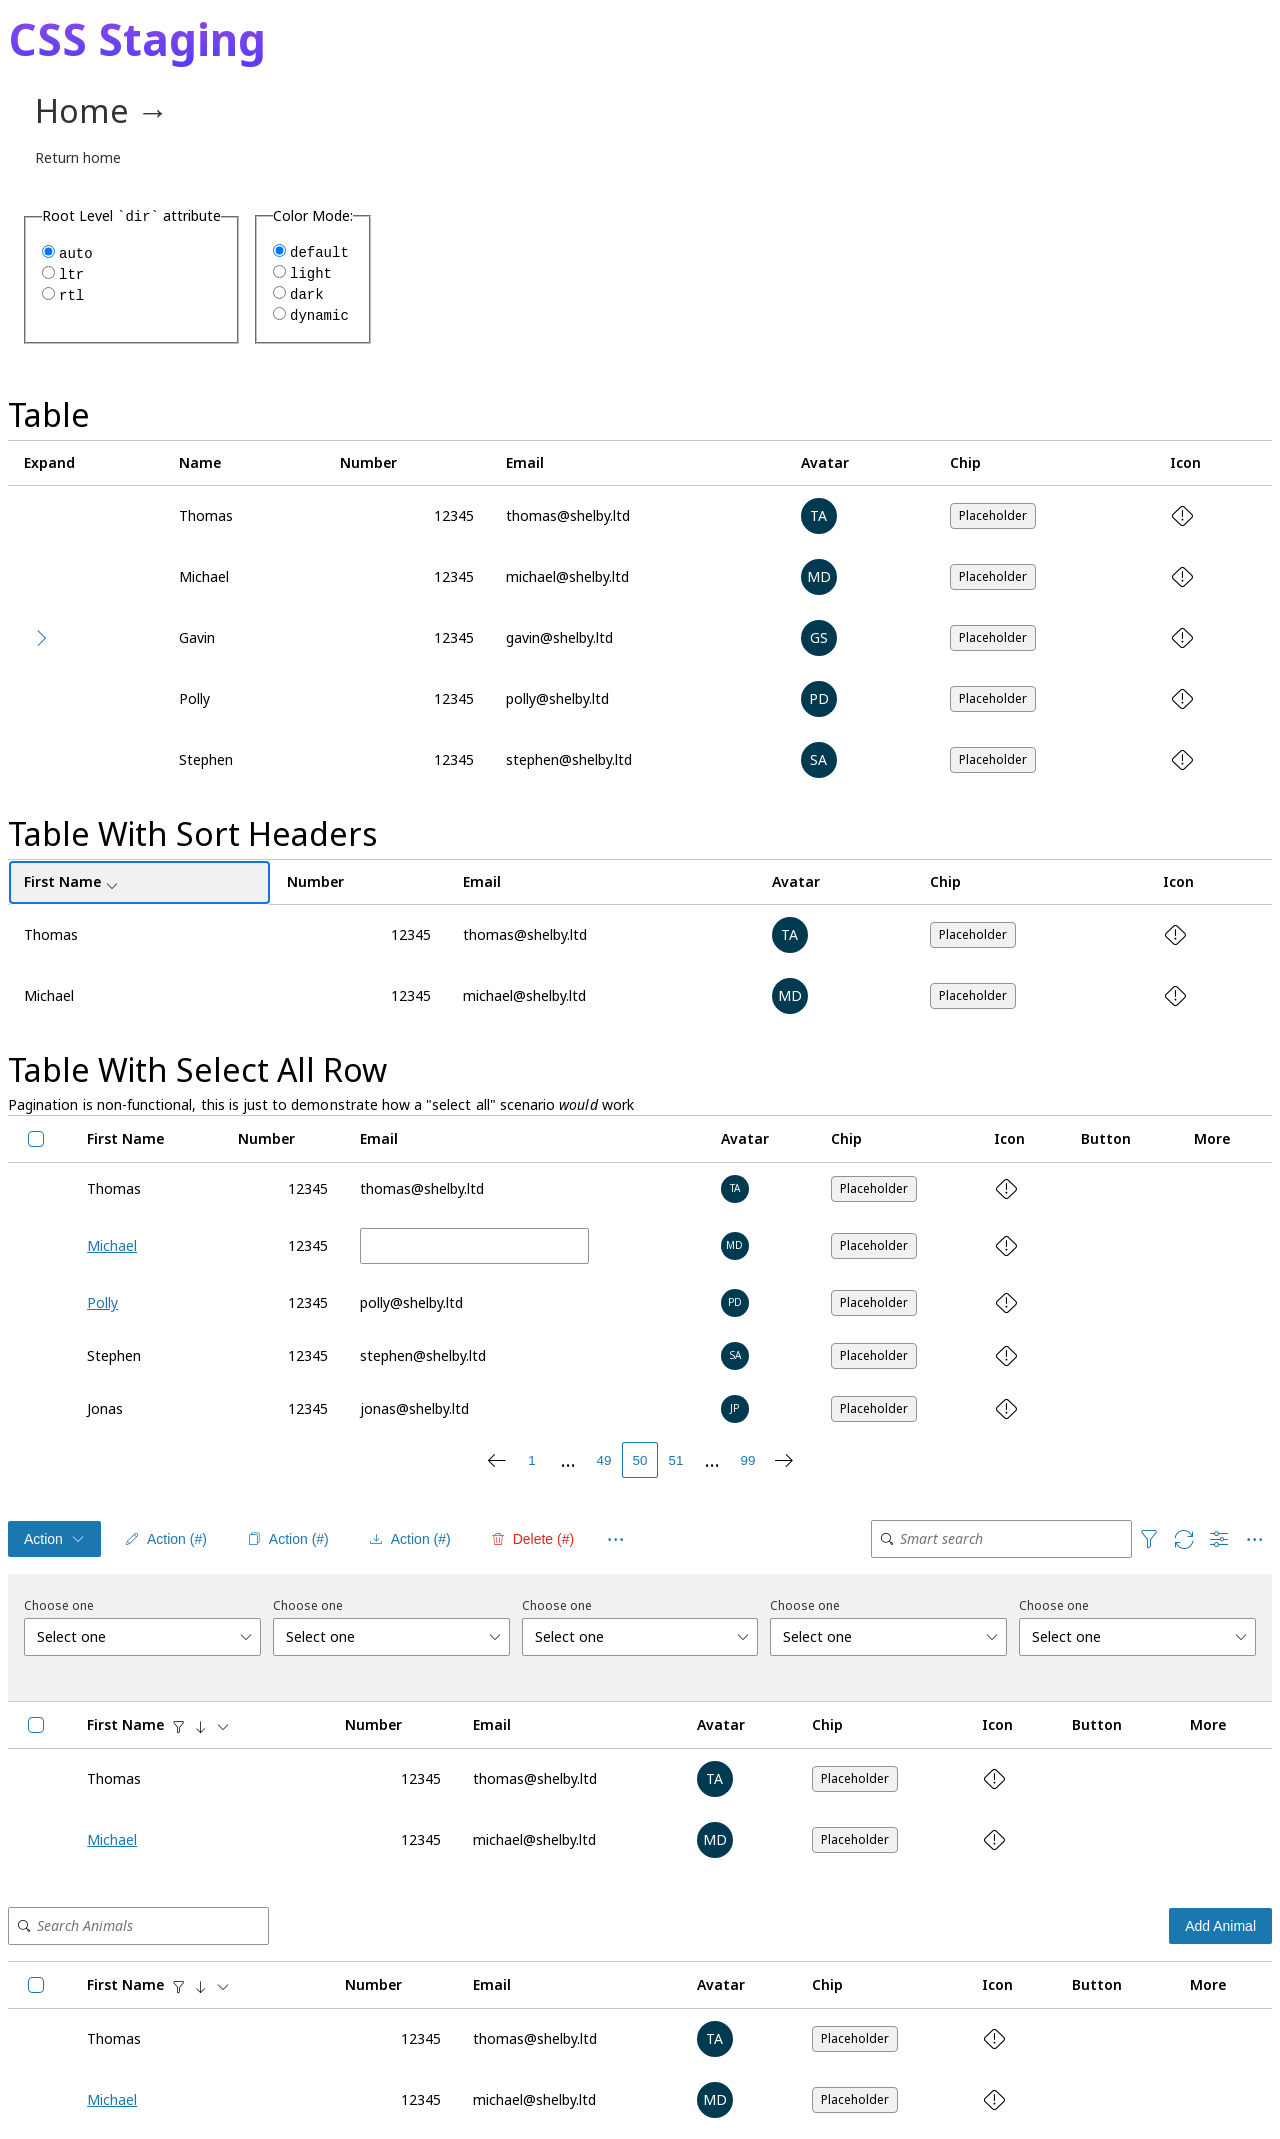 CSS Staging
Home →
Return home
Root Level `dir` attribute
auto
ltr
rtl
Color Mode:
default
light
dark
dynamic
Table
Expand Name Number Email Avatar Chip Icon
Thomas 12345 thomas@shelby.ltd TA Placeholder
Michael 12345 michael@shelby.ltd MD Placeholder
Gavin 12345 gavin@shelby.ltd GS Placeholder
Polly 12345 polly@shelby.ltd PD Placeholder
Stephen 12345 stephen@shelby.ltd SA Placeholder
Table With Sort Headers
First Name Number Email Avatar Chip Icon
Thomas 12345 thomas@shelby.ltd TA Placeholder
Michael 12345 michael@shelby.ltd MD Placeholder
Table With Select All Row
Pagination is non-functional, this is just to demonstrate how a "select all" scenario would work
First Name Number Email Avatar Chip Icon Button More
Thomas 12345 thomas@shelby.ltd TA Placeholder
Michael 12345 MD Placeholder
Polly 12345 polly@shelby.ltd PD Placeholder
Stephen 12345 stephen@shelby.ltd SA Placeholder
Jonas 12345 jonas@shelby.ltd JP Placeholder
1 ... 49 50 51 ... 99
Action Action (#) Action (#) Action (#) Delete (#) Smart search
Choose one Choose one Choose one Choose one Choose one
Select one Select one Select one Select one Select one
First Name Number Email Avatar Chip Icon Button More
Thomas 12345 thomas@shelby.ltd TA Placeholder
Michael 12345 michael@shelby.ltd MD Placeholder
Search Animals Add Animal
First Name Number Email Avatar Chip Icon Button More
Thomas 12345 thomas@shelby.ltd TA Placeholder
Michael 12345 michael@shelby.ltd MD Placeholder